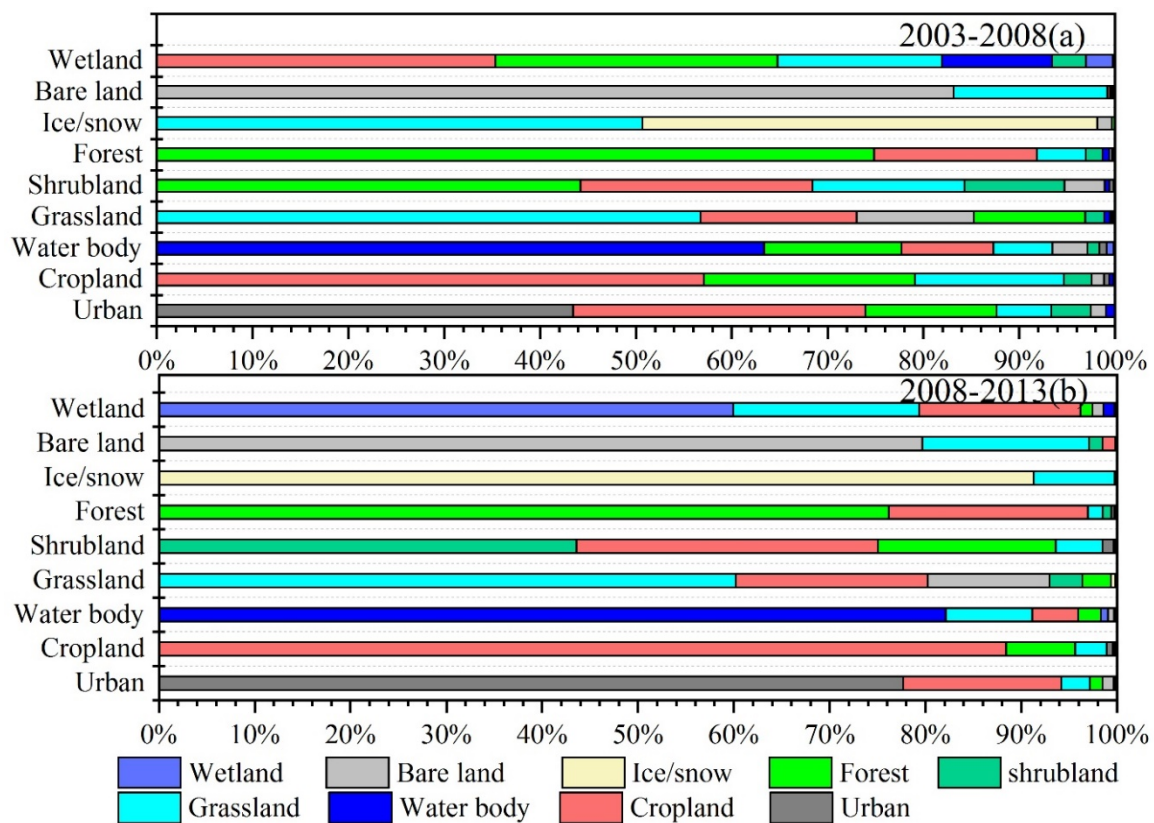 2003-2008(a)
Wetland
Bare land
Ice/snow
Forest
Shrubland
Grassland
Water body
Cropland
Urban
0% 10% 20% 30% 40% 50% 60% 70% 80% 90% 100%
2008-2013(b)
Wetland
Bare land
Ice/snow
Forest
Shrubland
Grassland
Water body
Cropland
Urban
0% 10% 20% 30% 40% 50% 60% 70% 80% 90% 100%
Wetland Bare land Ice/snow Forest shrubland
Grassland Water body Cropland Urban